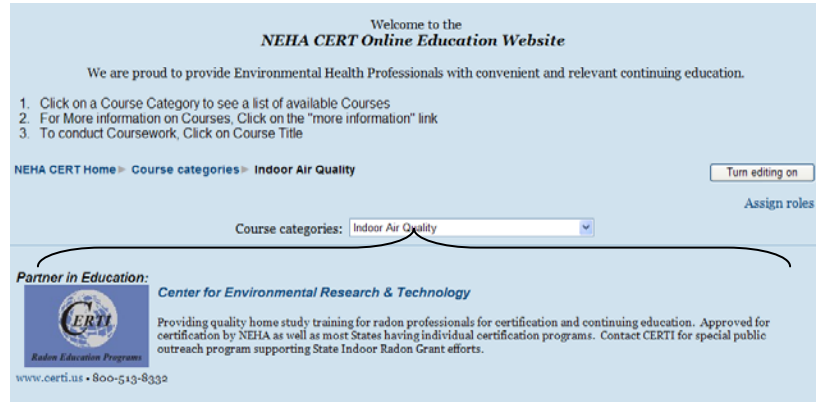 Welcome to the
NEHA CERT Online Education Website
We are proud to provide Environmental Health Professionals with convenient and relevant continuing education.
1. Click on a Course Category to see a list of available Courses
2. For More information on Courses, Click on the "more information" link
3. To conduct Coursework, Click on Course Title
NEHA CERT Home ► Course categories ► Indoor Air Quality
Turn editing on
Assign roles
Course categories: Indoor Air Quality
Partner in Education:
CERTI
Radon Education Programs
Center for Environmental Research & Technology
Providing quality home study training for radon professionals for certification and continuing education. Approved for
certification by NEHA as well as most States having individual certification programs. Contact CERTI for special public
outreach program supporting State Indoor Radon Grant efforts.
www.certi.us • 800-513-8332